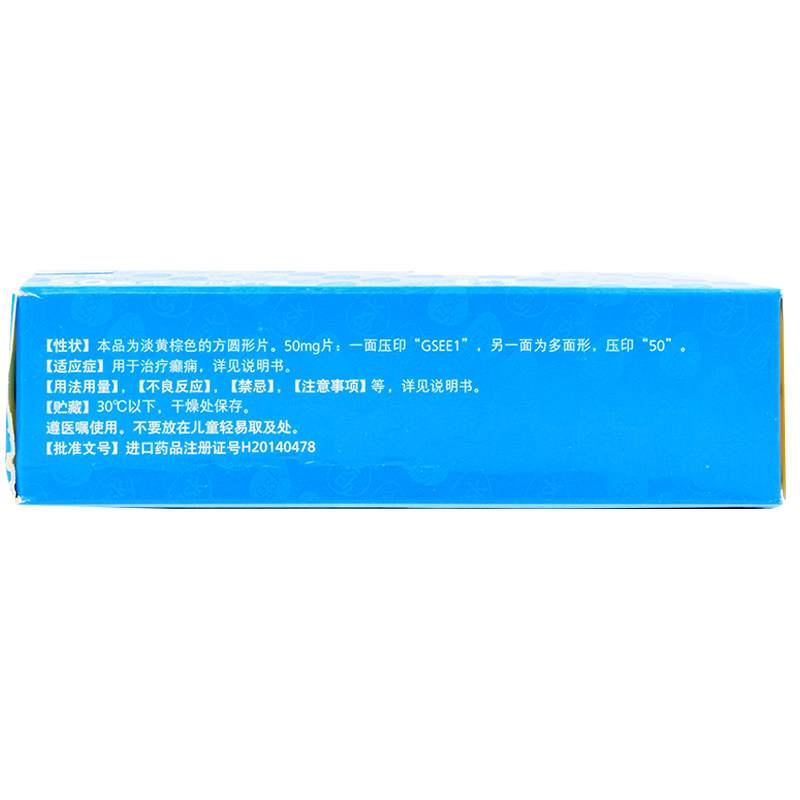 【性状】本品为淡黄棕色的方圆形片。50mg片：一面压印“GSEE1”，另一面为多面形，压印“50”。
【适应症】用于治疗癫痫，详见说明书。
【用法用量】，【不良反应】，【禁忌】，【注意事项】等，详见说明书。
【贮藏】30℃以下，干燥处保存。
遵医嘱使用。不要放在儿童轻易取及处。
【批准文号】进口药品注册证号H20140478